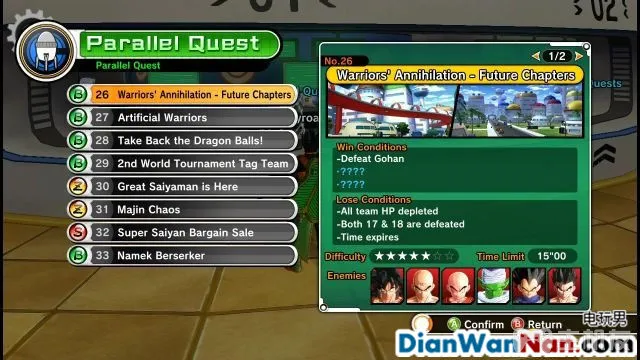 Parallel Quest
Parallel Quest
B 26 Warriors' Annihilation - Future Chapters
B 27 Artificial Warriors
B 28 Take Back the Dragon Balls!
B 29 2nd World Tournament Tag Team
Z 30 Great Saiyaman is Here
Z 31 Majin Chaos
S 32 Super Saiyan Bargain Sale
B 33 Namek Berserker
1/2
No.26
Warriors' Annihilation - Future Chapters
Win Conditions
-Defeat Gohan
-????
-????
Lose Conditions
-All team HP depleted
-Both 17 & 18 are defeated
-Time expires
Difficulty ★★★★★☆☆ Time Limit 15"00
Enemies
A Confirm B Return
02
电玩男
DianWanNan.com